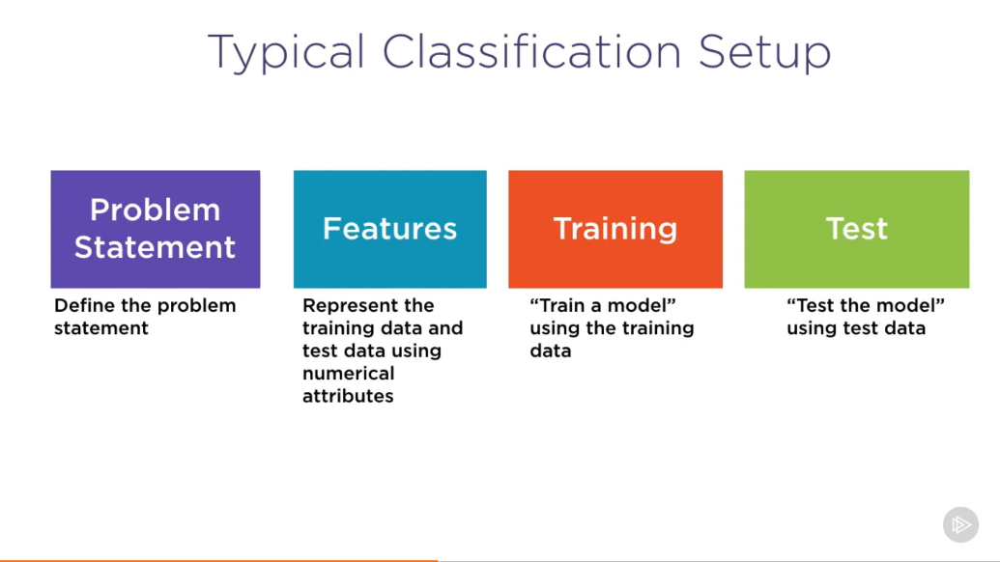 Typical Classification Setup
Problem
Statement
Features
Training
Test
Define the problem
statement
Represent the
training data and
test data using
numerical
attributes
“Train a model”
using the training
data
“Test the model”
using test data